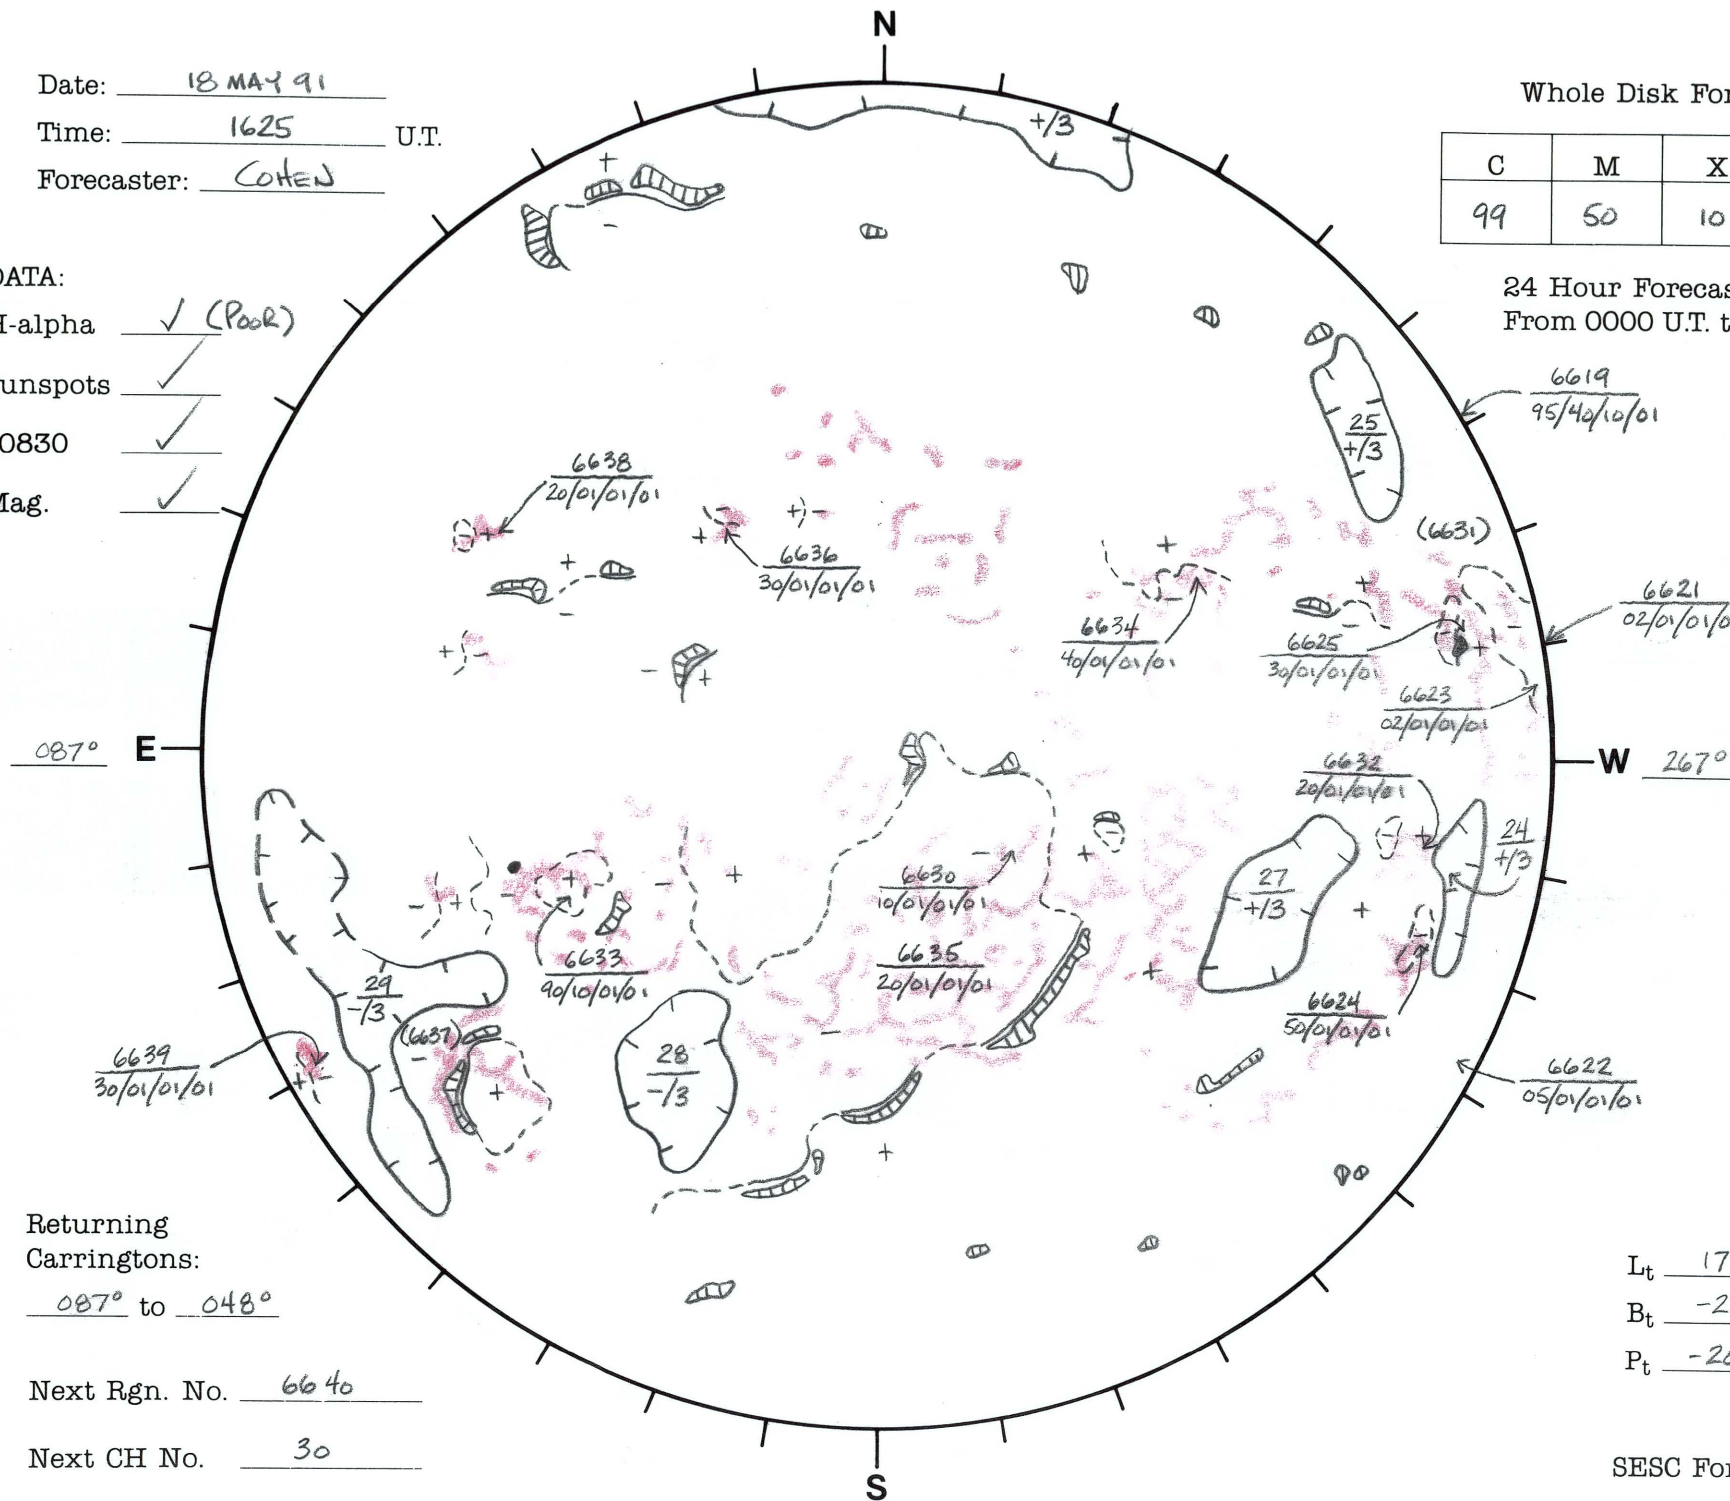 N
Date: 18 MAY 91
Time: 1625 U.T.
Forecaster: COHEN
Whole Disk For
C M X
99 50 10
24 Hour Forecas
From 0000 U.T. t
DATA:
H-alpha ✓ (POOR)
unspots ✓
0830 ✓
Mag. ✓
+/3
+
-
6619
95/40/10/01
25
+/3
6638
20/01/01/01
6636
30/01/01/01
(6631)
6621
02/01/01/0
6634
40/01/01/01
6625
30/01/01/01
6623
02/01/01/01
087° E
W 267°
6632
20/01/01/01
24
+/3
6630
10/01/01/01
27
+/3
6633
90/10/01/01
6635
20/01/01/01
29
-/3
(6637)
6624
50/01/01/01
28
-/3
6639
30/01/01/01
6622
05/01/01/01
Returning
Carringtons:
087° to 048°
Lt 17
Bt -2
Pt -20
Next Rgn. No. 6640
Next CH No. 30
S
SESC For